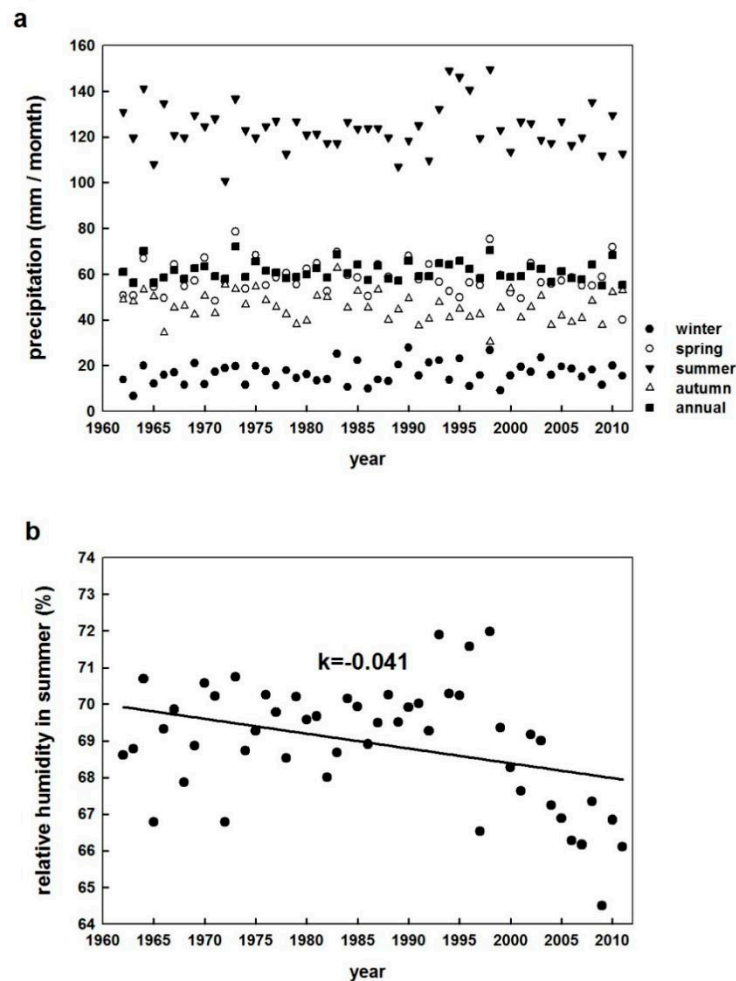 a
160
140
120
100
80
60
40
20
0
precipitation (mm / momth)
1960 1965 1970 1975 1980 1985 1990 1995 2000 2005 2010
year
winter
spring
summer
autumn
annual
b
74
73
72
71
70
69
68
67
66
65
64
relative humidity in summer (%)
k=-0.041
1960 1965 1970 1975 1980 1985 1990 1995 2000 2005 2010
year